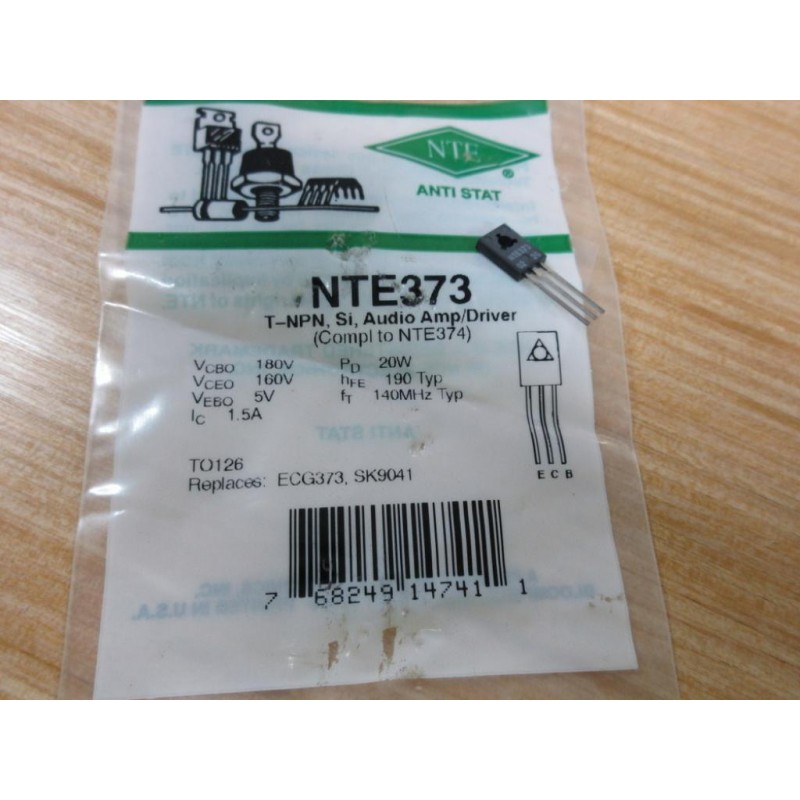 NTE
®
ANTI STAT
NTE373
T-NPN, Si, Audio Amp/Driver
(Compl to NTE374)
VCBO 180V PD 20W
VCEO 160V hFE 190 Typ
VEBO 5V fT 140MHz Typ
IC 1.5A
E C B
TO126
Replaces: ECG373, SK9041
7 68249 14741 1